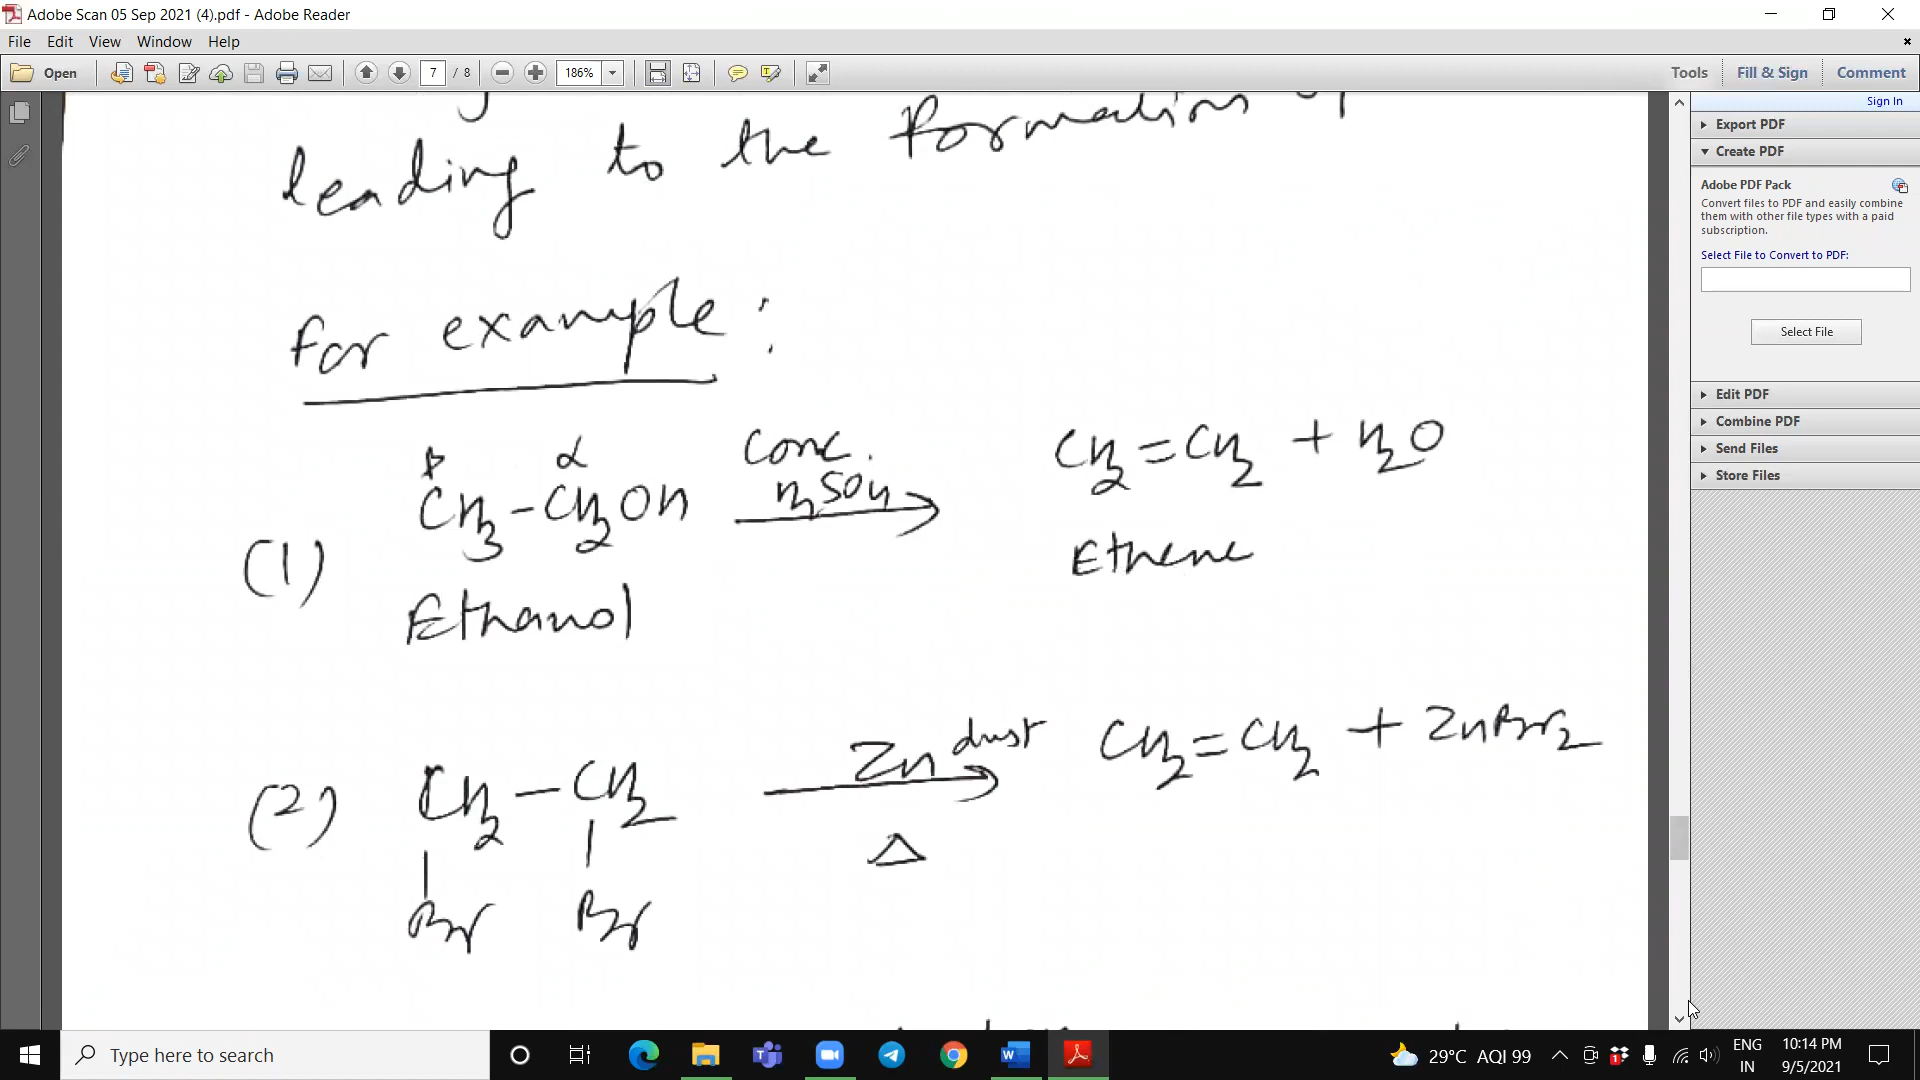 Adobe Scan 05 Sep 2021 (4).pdf - Adobe Reader
File Edit View Window Help
Open 7 / 8 186% Tools Fill & Sign Comment
Sign In
Export PDF
Create PDF
Adobe PDF Pack
Convert files to PDF and easily combine
them with other file types with a paid
subscription.
Select File to Convert to PDF:
Select File
Edit PDF
Combine PDF
Send Files
Store Files
leading to the formation of
For example :
β α
(1) CH3-CH2OH conc. H2SO4 → CH2=CH2 + H2O
Ethanol Ethene
(2) CH2-CH2 Zn dust → CH2=CH2 + ZnBr2
Δ
Br Br
Type here to search
29°C AQI 99
ENG
IN
10:14 PM
9/5/2021